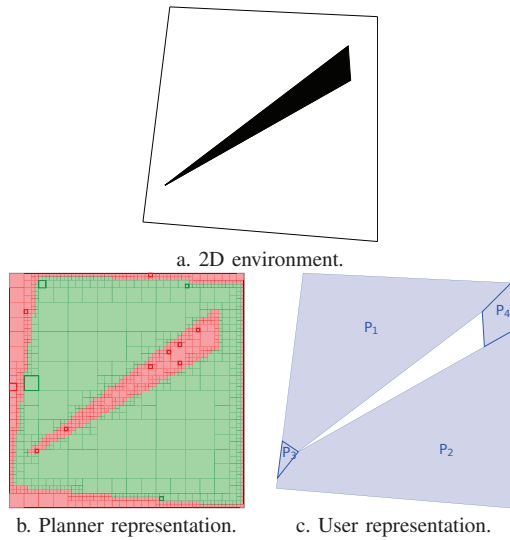 a. 2D environment.
P1
P4
P3
P2
b. Planner representation.
c. User representation.